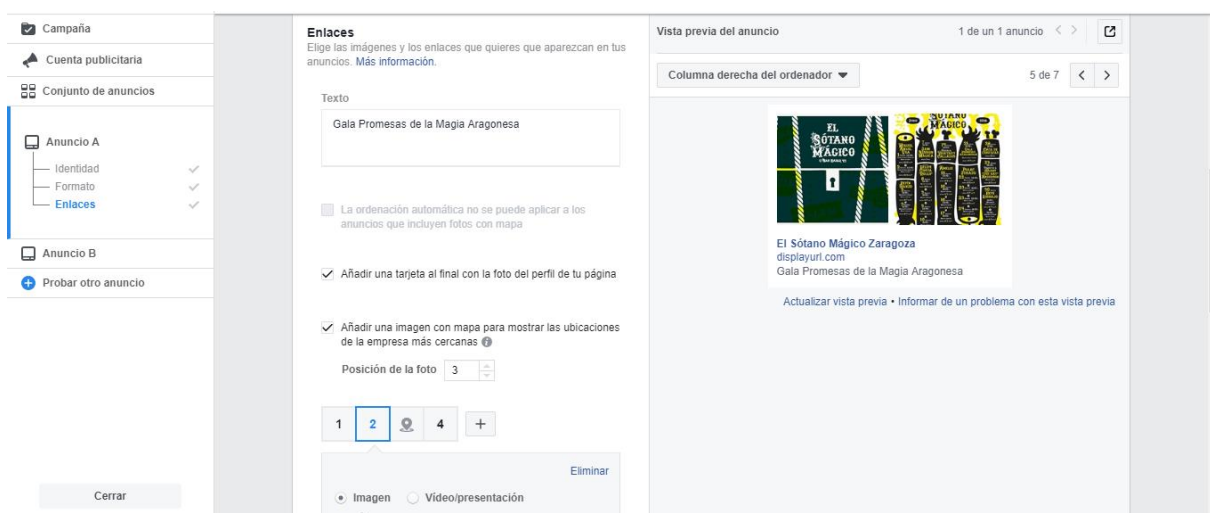 Campaña
Cuenta publicitaria
Conjunto de anuncios
Anuncio A
Identidad
Formato
Enlaces
Anuncio B
Probar otro anuncio
Cerrar
Enlaces
Elige las imágenes y los enlaces que quieres que aparezcan en tus
anuncios. Más información.
Texto
Gala Promesas de la Magia Aragonesa
La ordenación automática no se puede aplicar a los
anuncios que incluyen fotos con mapa
Añadir una tarjeta al final con la foto del perfil de tu página
Añadir una imagen con mapa para mostrar las ubicaciones
de la empresa más cercanas
Posición de la foto 3
1 2 4 +
Eliminar
Imagen Vídeo/presentación
Vista previa del anuncio 1 de un 1 anuncio
Columna derecha del ordenador 5 de 7
EL
SÓTANO
MÁGICO
SÓTANO
MÁGICO
El Sótano Mágico Zaragoza
displayurl.com
Gala Promesas de la Magia Aragonesa
Actualizar vista previa • Informar de un problema con esta vista previa